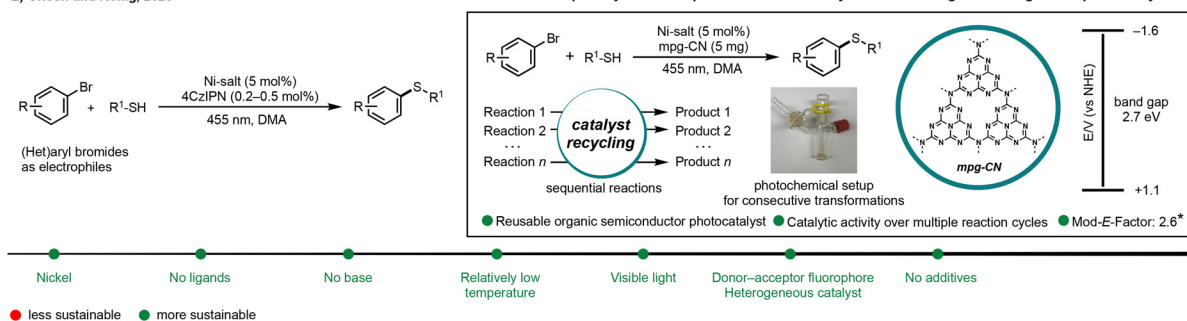 Br
R
+ R¹-SH
Ni-salt (5 mol%)
4CzIPN (0.2–0.5 mol%)
455 nm, DMA
R
S
R¹
(Het)aryl bromides
as electrophiles
Br
R
+ R¹-SH
Ni-salt (5 mol%)
mpg-CN (5 mg)
455 nm, DMA
R
S
R¹
Reaction 1
Reaction 2
...
Reaction n
catalyst
recycling
Product 1
Product 2
...
Product n
sequential reactions
photochemical setup
for consecutive transformations
mpg-CN
E/V (vs NHE)
–1.6
band gap
2.7 eV
+1.1
Reusable organic semiconductor photocatalyst
Catalytic activity over multiple reaction cycles
Mod-E-Factor: 2.6*
Nickel
No ligands
No base
Relatively low
temperature
Visible light
Donor–acceptor fluorophore
Heterogeneous catalyst
No additives
less sustainable
more sustainable